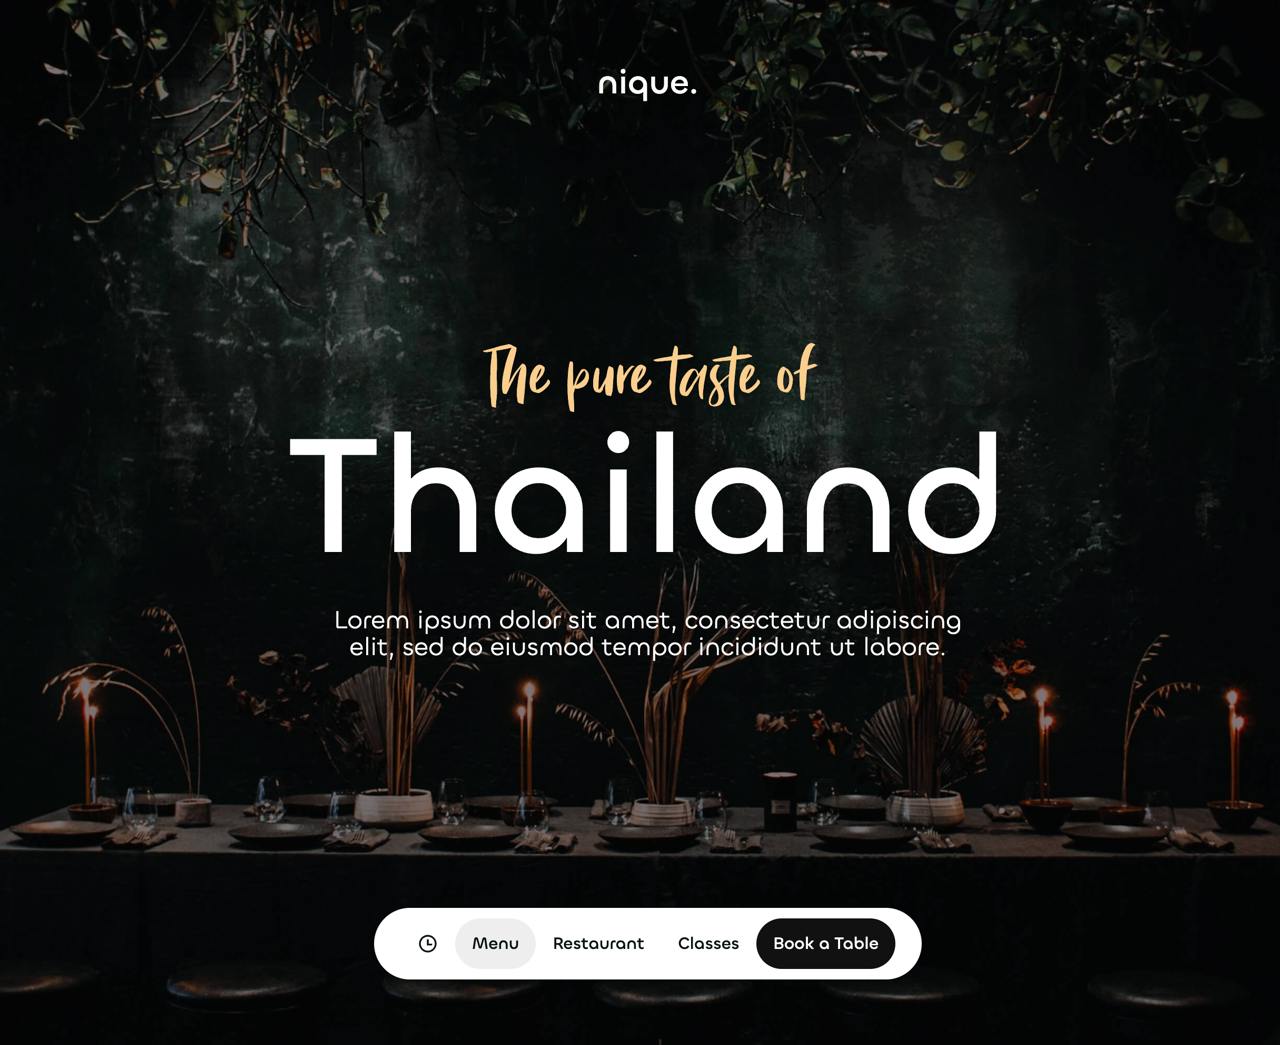 nique.
The pure taste of
Thailand
Lorem ipsum dolor sit amet, consectetur adipiscing
elit, sed do eiusmod tempor incididunt ut labore.
Menu Restaurant Classes Book a Table